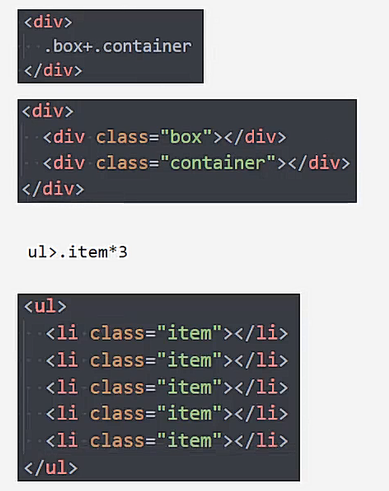 <div>
  .box+.container
</div>
<div>
  <div class="box"></div>
  <div class="container"></div>
</div>
ul>.item*3
<ul>
  <li class="item"></li>
  <li class="item"></li>
  <li class="item"></li>
  <li class="item"></li>
  <li class="item"></li>
</ul>